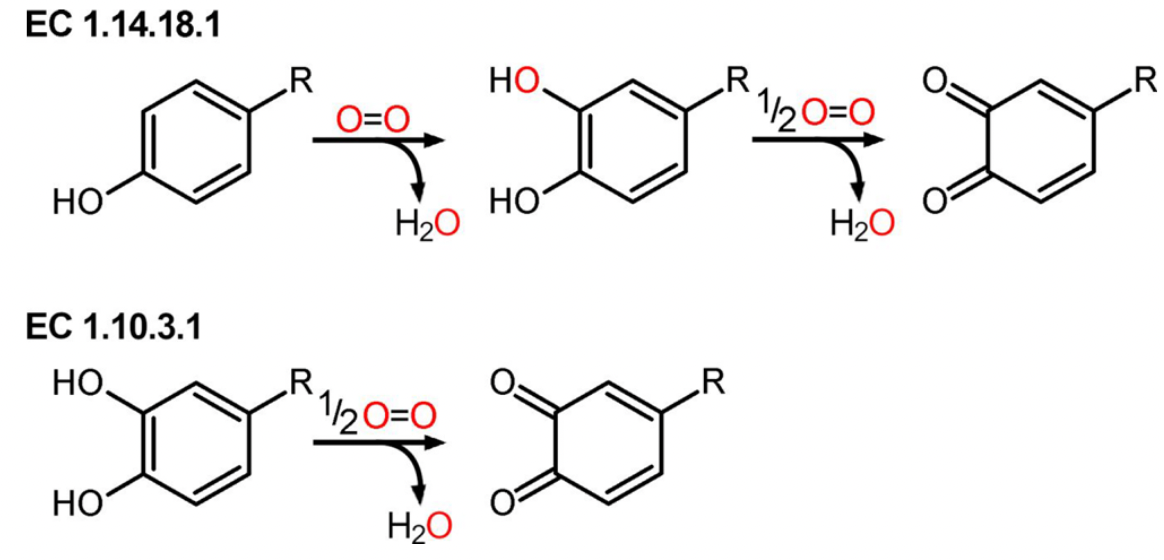 EC 1.14.18.1
HO R O=O H₂O HO HO R 1/2 O=O H₂O O O R
EC 1.10.3.1
HO HO R 1/2 O=O H₂O O O R